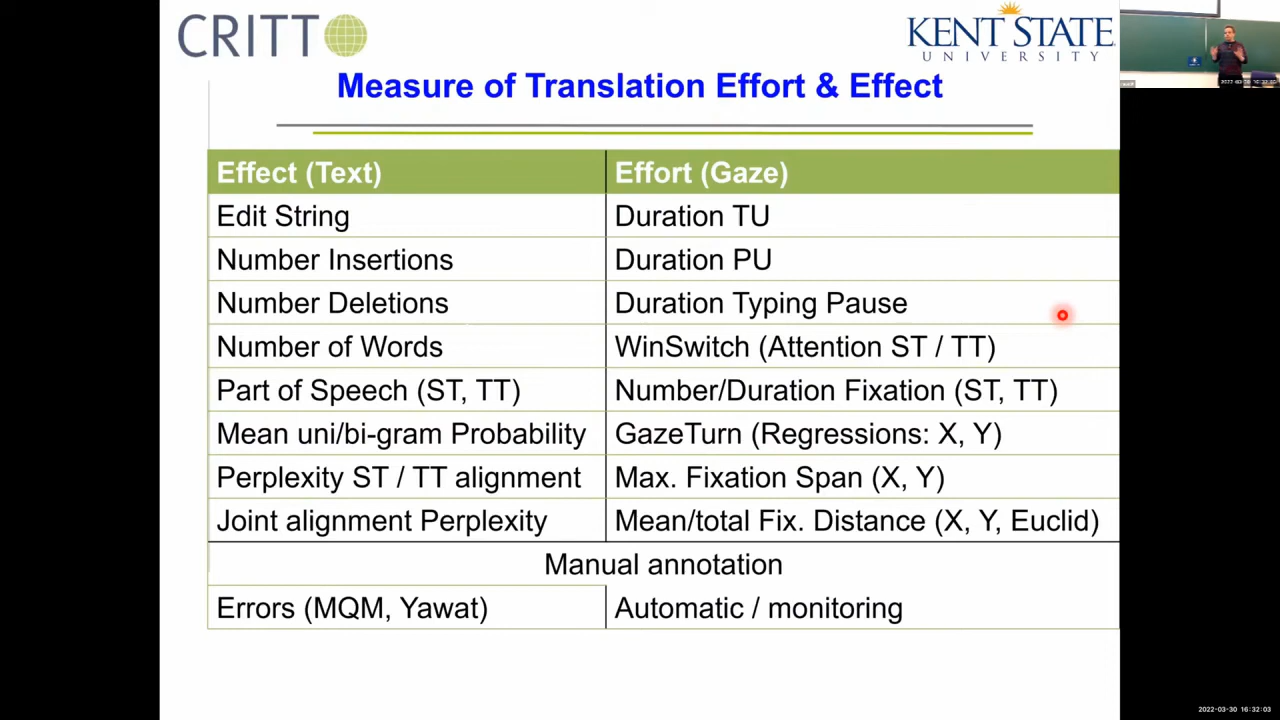 CRITT
KENT STATE
UNIVERSITY
Measure of Translation Effort & Effect
Effect (Text) Effort (Gaze)
Edit String Duration TU
Number Insertions Duration PU
Number Deletions Duration Typing Pause
Number of Words WinSwitch (Attention ST / TT)
Part of Speech (ST, TT) Number/Duration Fixation (ST, TT)
Mean uni/bi-gram Probability GazeTurn (Regressions: X, Y)
Perplexity ST / TT alignment Max. Fixation Span (X, Y)
Joint alignment Perplexity Mean/total Fix. Distance (X, Y, Euclid)
Manual annotation
Errors (MQM, Yawat) Automatic / monitoring
2022-03-30 16:32:03